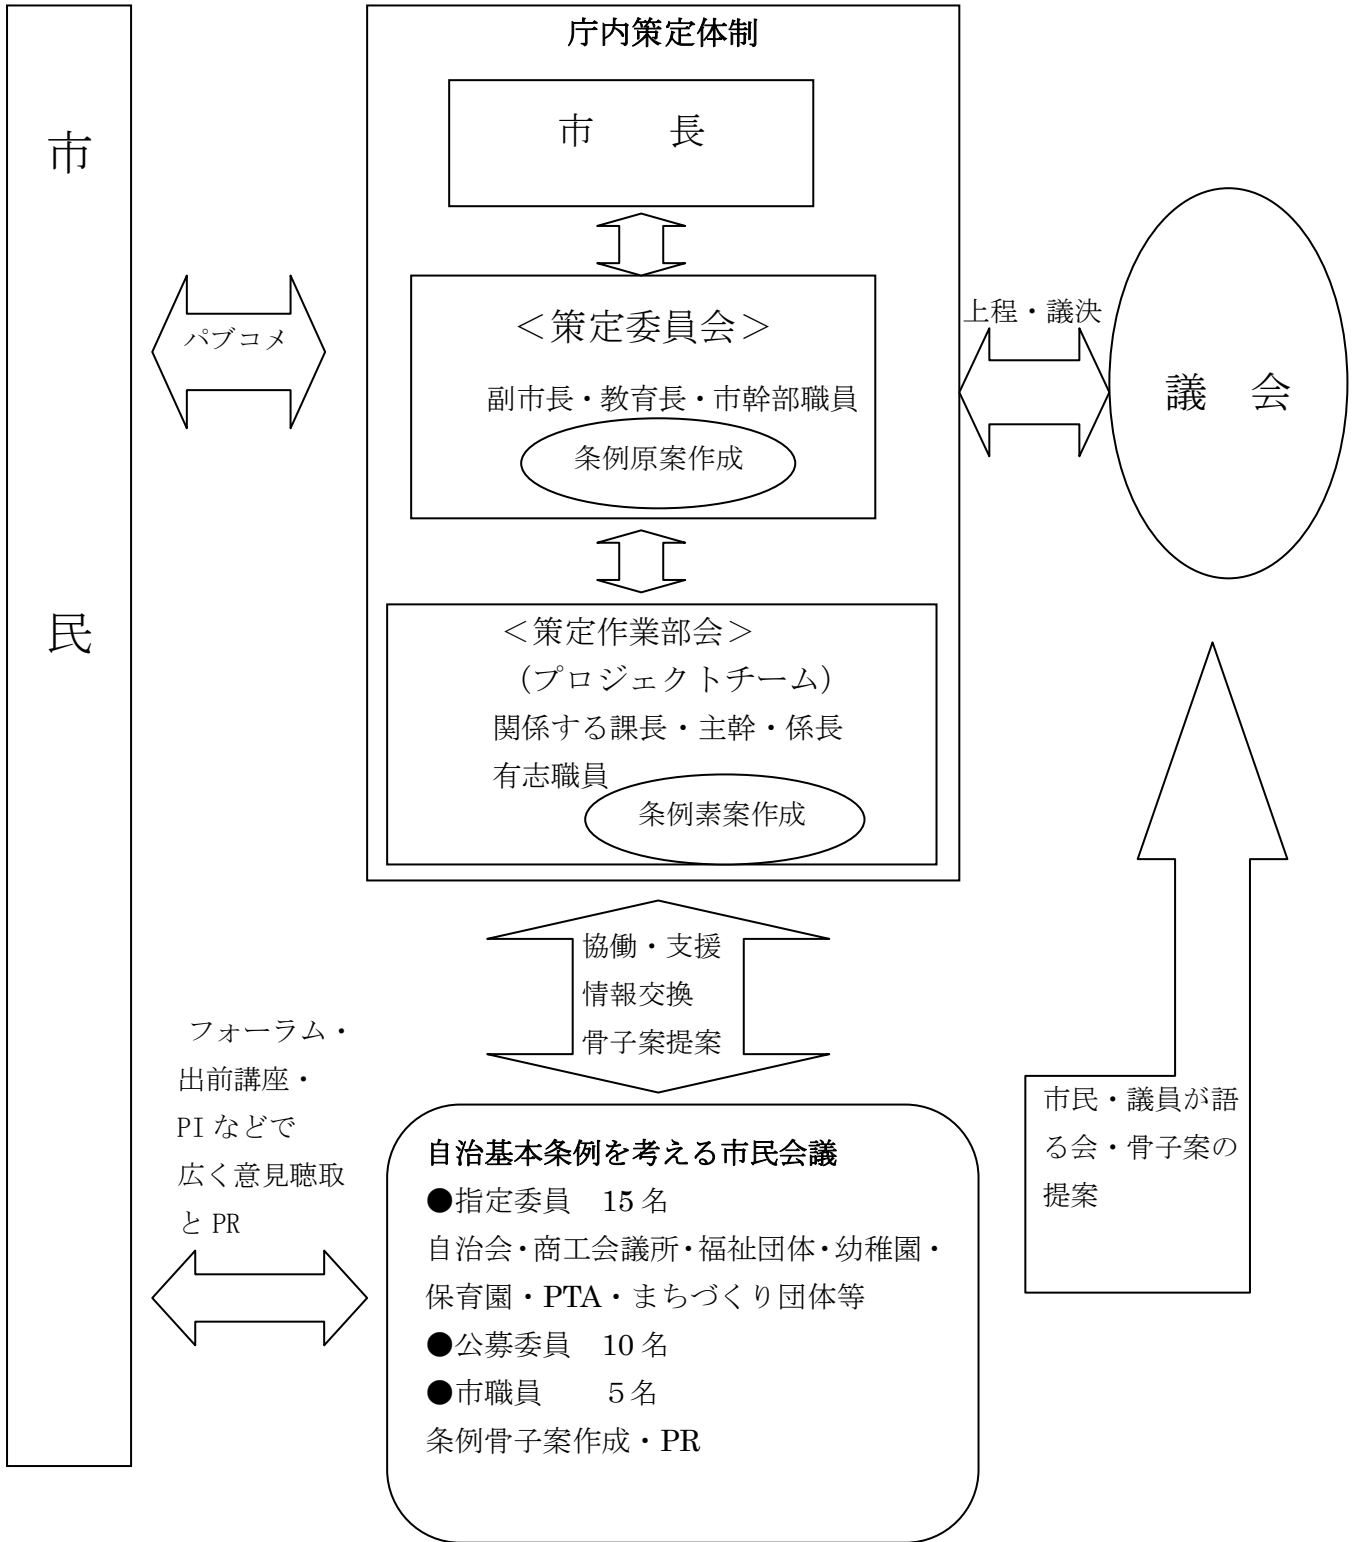 庁内策定体制
市　　長
市
民
パブコメ
＜策定委員会＞
副市長・教育長・市幹部職員
条例原案作成
上程・議決
議　会
＜策定作業部会＞
（プロジェクトチーム）
関係する課長・主幹・係長
有志職員
条例素案作成
協働・支援
情報交換
骨子案提案
フォーラム・
出前講座・
PI などで
広く意見聴取
と PR
自治基本条例を考える市民会議
●指定委員　15 名
自治会・商工会議所・福祉団体・幼稚園・
保育園・PTA・まちづくり団体等
●公募委員　10 名
●市職員　　５名
条例骨子案作成・PR
市民・議員が語
る会・骨子案の
提案